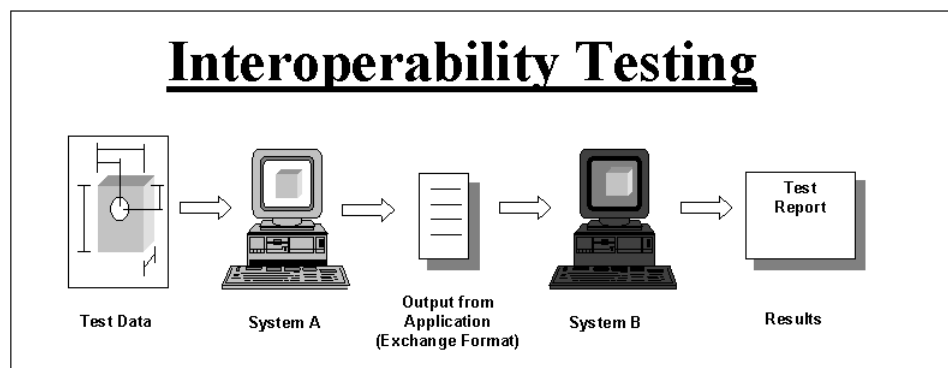 Interoperability Testing
Test
Report
Test Data
System A
Output from
Application
(Exchange Format)
System B
Results